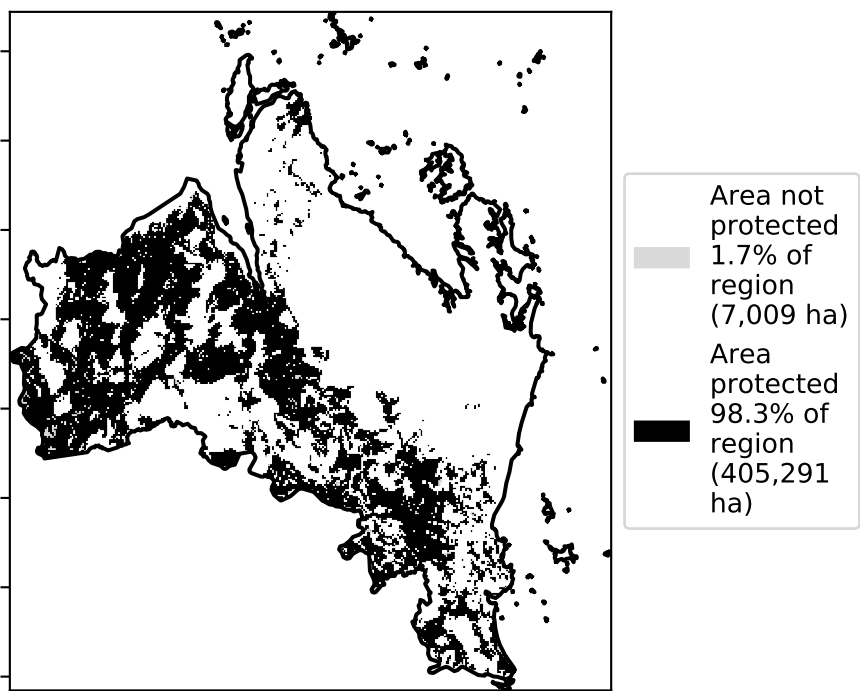 Area not
protected
1.7% of
region
(7,009 ha)
Area
protected
98.3% of
region
(405,291
ha)